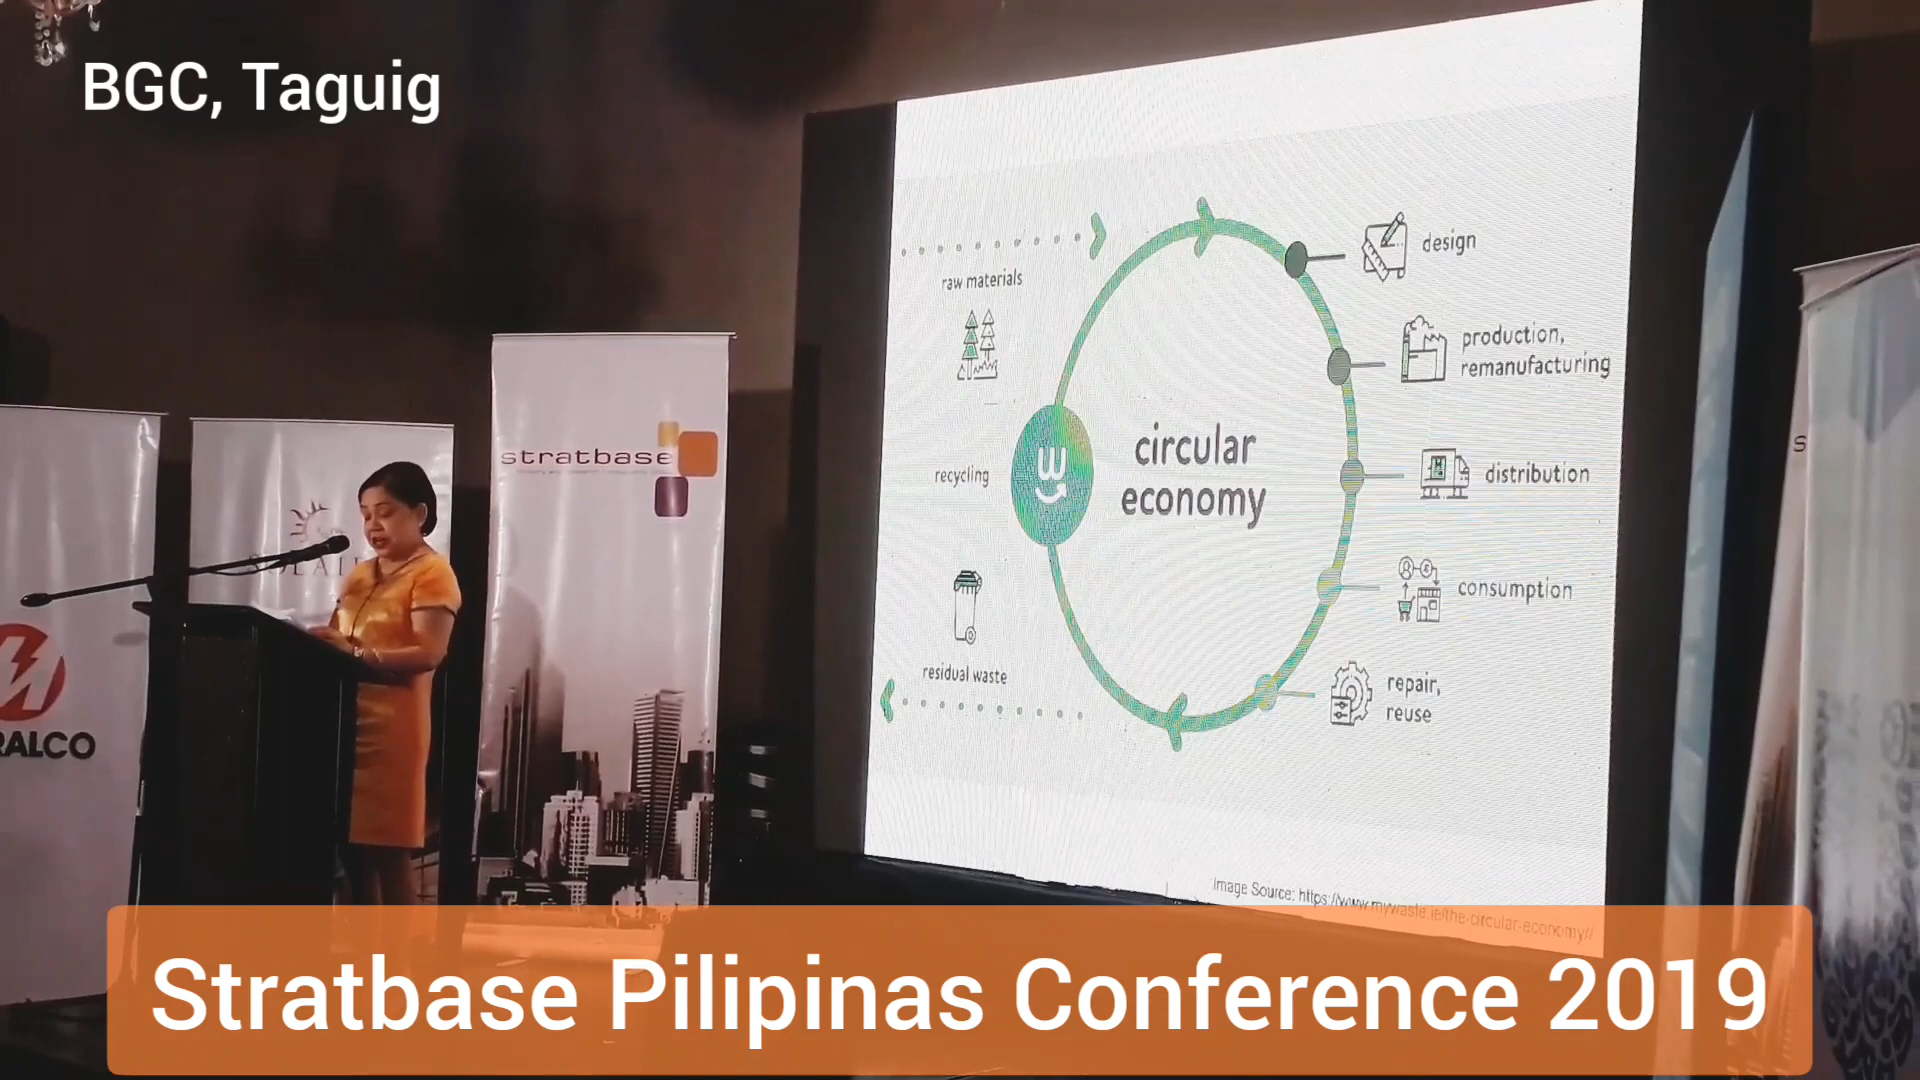 BGC, Taguig
raw materials
recycling
residual waste
circular
economy
design
production,
remanufacturing
distribution
consumption
repair,
reuse
Image Source: https://www.mywaste.ie/the-circular-economy//
stratbase
SOLAI
RALCO
S
Stratbase Pilipinas Conference 2019